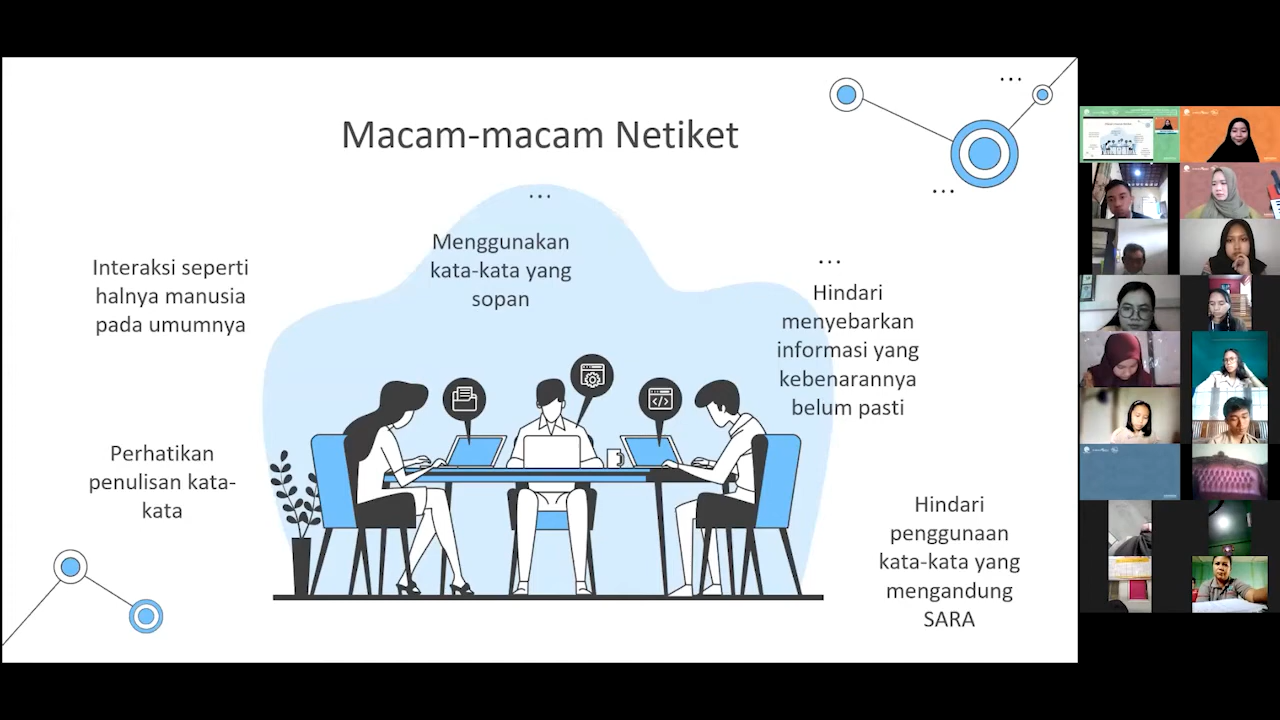 Macam-macam Netiket
Interaksi seperti
halnya manusia
pada umumnya
Menggunakan
kata-kata yang
sopan
Hindari
menyebarkan
informasi yang
kebenarannya
belum pasti
Perhatikan
penulisan kata-
kata
Hindari
penggunaan
kata-kata yang
mengandung
SARA